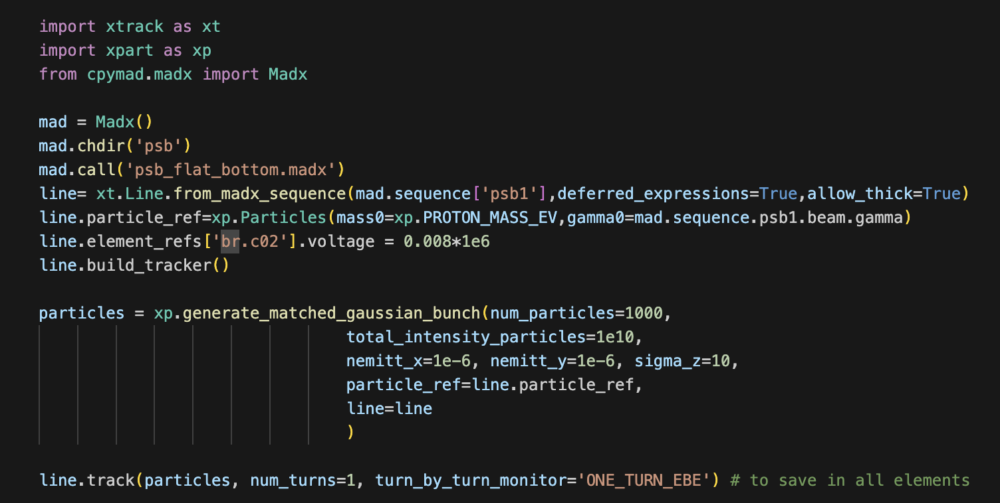 import xtrack as xt
import xpart as xp
from cpymad.madx import Madx
mad = Madx()
mad.chdir('psb')
mad.call('psb_flat_bottom.madx')
line= xt.Line.from_madx_sequence(mad.sequence['psb1'],deferred_expressions=True,allow_thick=True)
line.particle_ref=xp.Particles(mass0=xp.PROTON_MASS_EV,gamma0=mad.sequence.psb1.beam.gamma)
line.element_refs['br.c02'].voltage = 0.008*1e6
line.build_tracker()
particles = xp.generate_matched_gaussian_bunch(num_particles=1000,
total_intensity_particles=1e10,
nemitt_x=1e-6, nemitt_y=1e-6, sigma_z=10,
particle_ref=line.particle_ref,
line=line
)
line.track(particles, num_turns=1, turn_by_turn_monitor='ONE_TURN_EBE') # to save in all elements